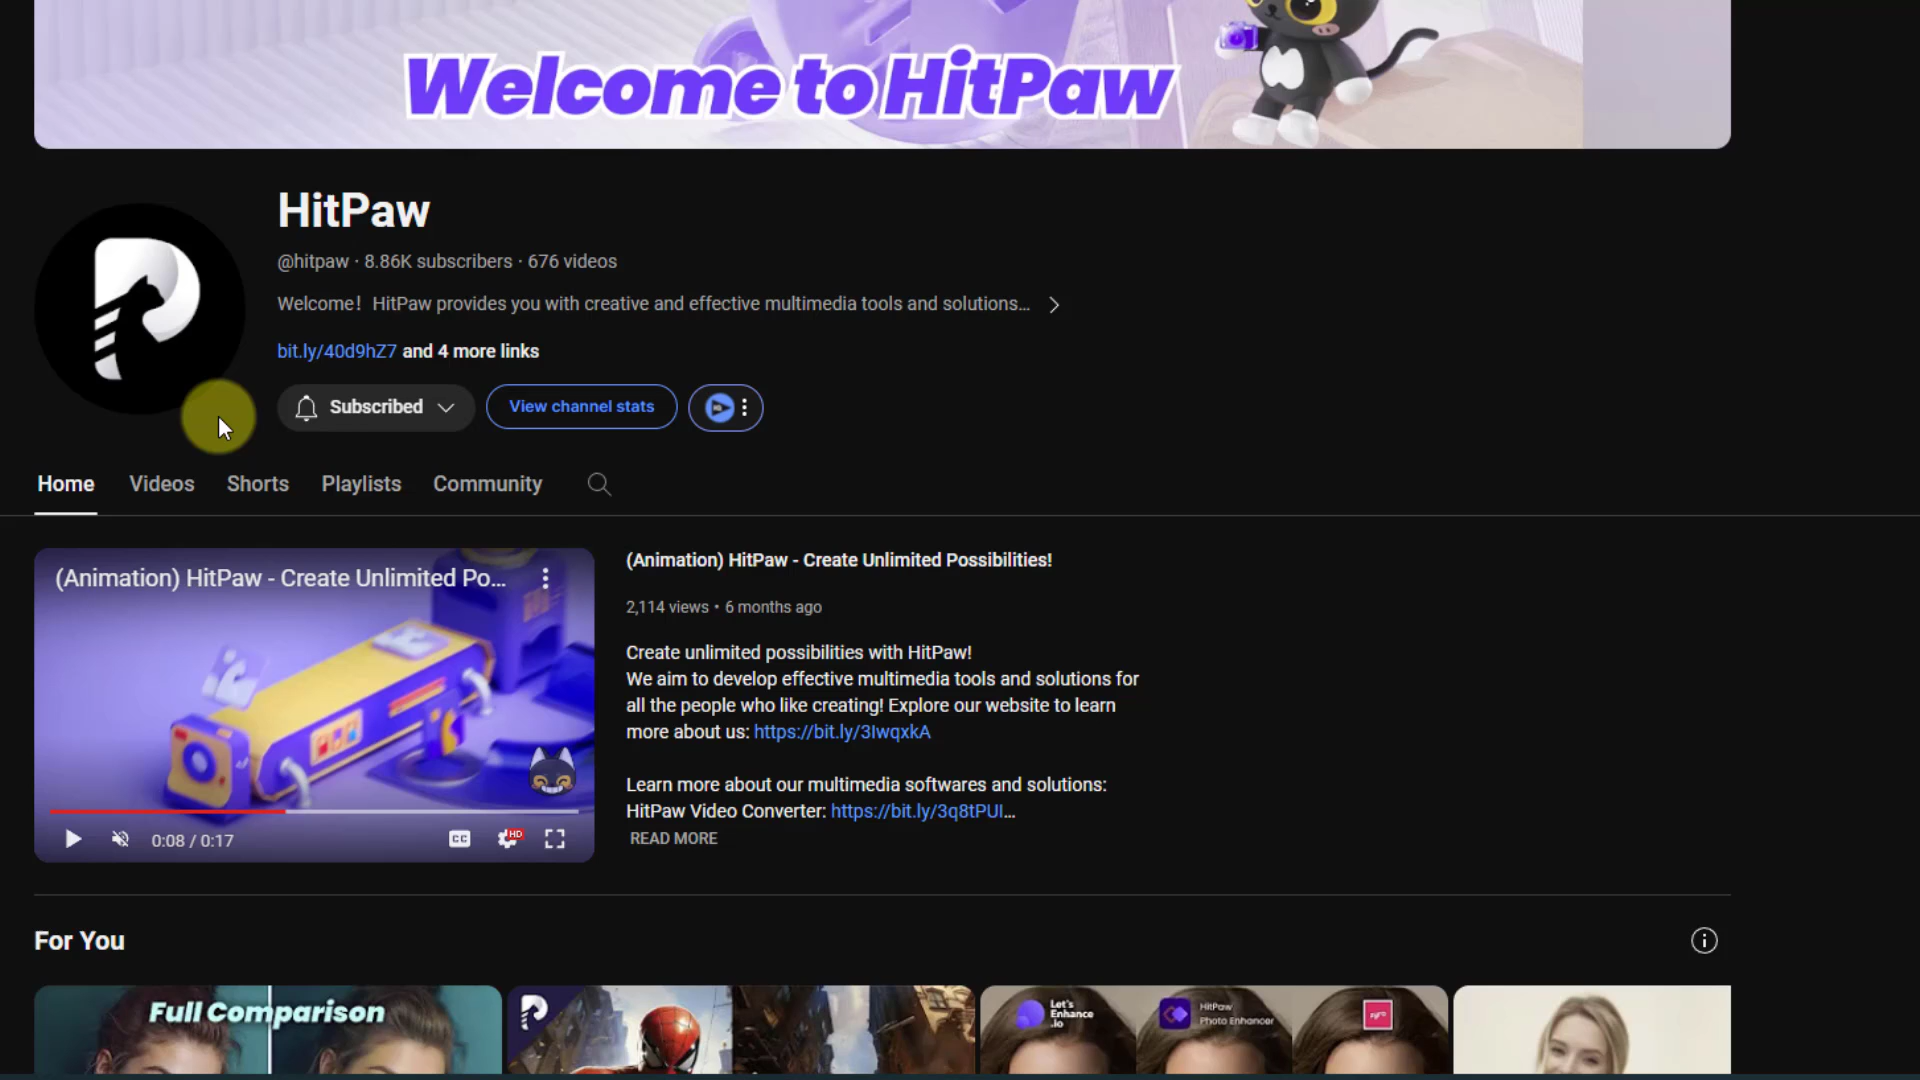 Welcome to HitPaw
HitPaw
@hitpaw · 8.86K subscribers · 676 videos
Welcome! HitPaw provides you with creative and effective multimedia tools and solutions...
bit.ly/40d9hZ7 and 4 more links
Subscribed
View channel stats
Home Videos Shorts Playlists Community
(Animation) HitPaw - Create Unlimited Po...
0:08 / 0:17
CC
HD
(Animation) HitPaw - Create Unlimited Possibilities!
2,114 views • 6 months ago
Create unlimited possibilities with HitPaw!
We aim to develop effective multimedia tools and solutions for
all the people who like creating! Explore our website to learn
more about us: https://bit.ly/3IwqxkA
Learn more about our multimedia softwares and solutions:
HitPaw Video Converter: https://bit.ly/3q8tPUI...
READ MORE
For You
Full Comparison
Let's
Enhance
.io
HitPaw
Photo Enhancer